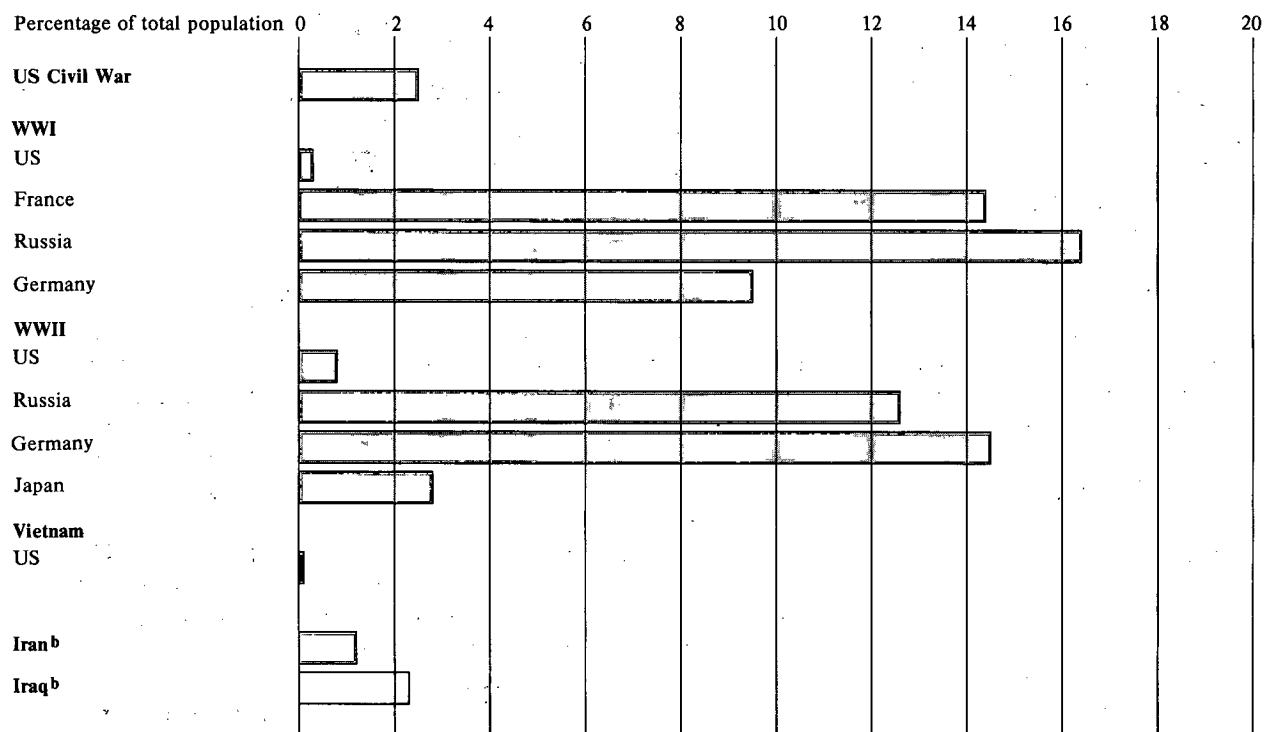 Percentage of total population 0 2 4 6 8 10 12 14 16 18 20
US Civil War
WWI
US
France
Russia
Germany
WWII
US
Russia
Germany
Japan
Vietnam
US
Iran b
Iraq b